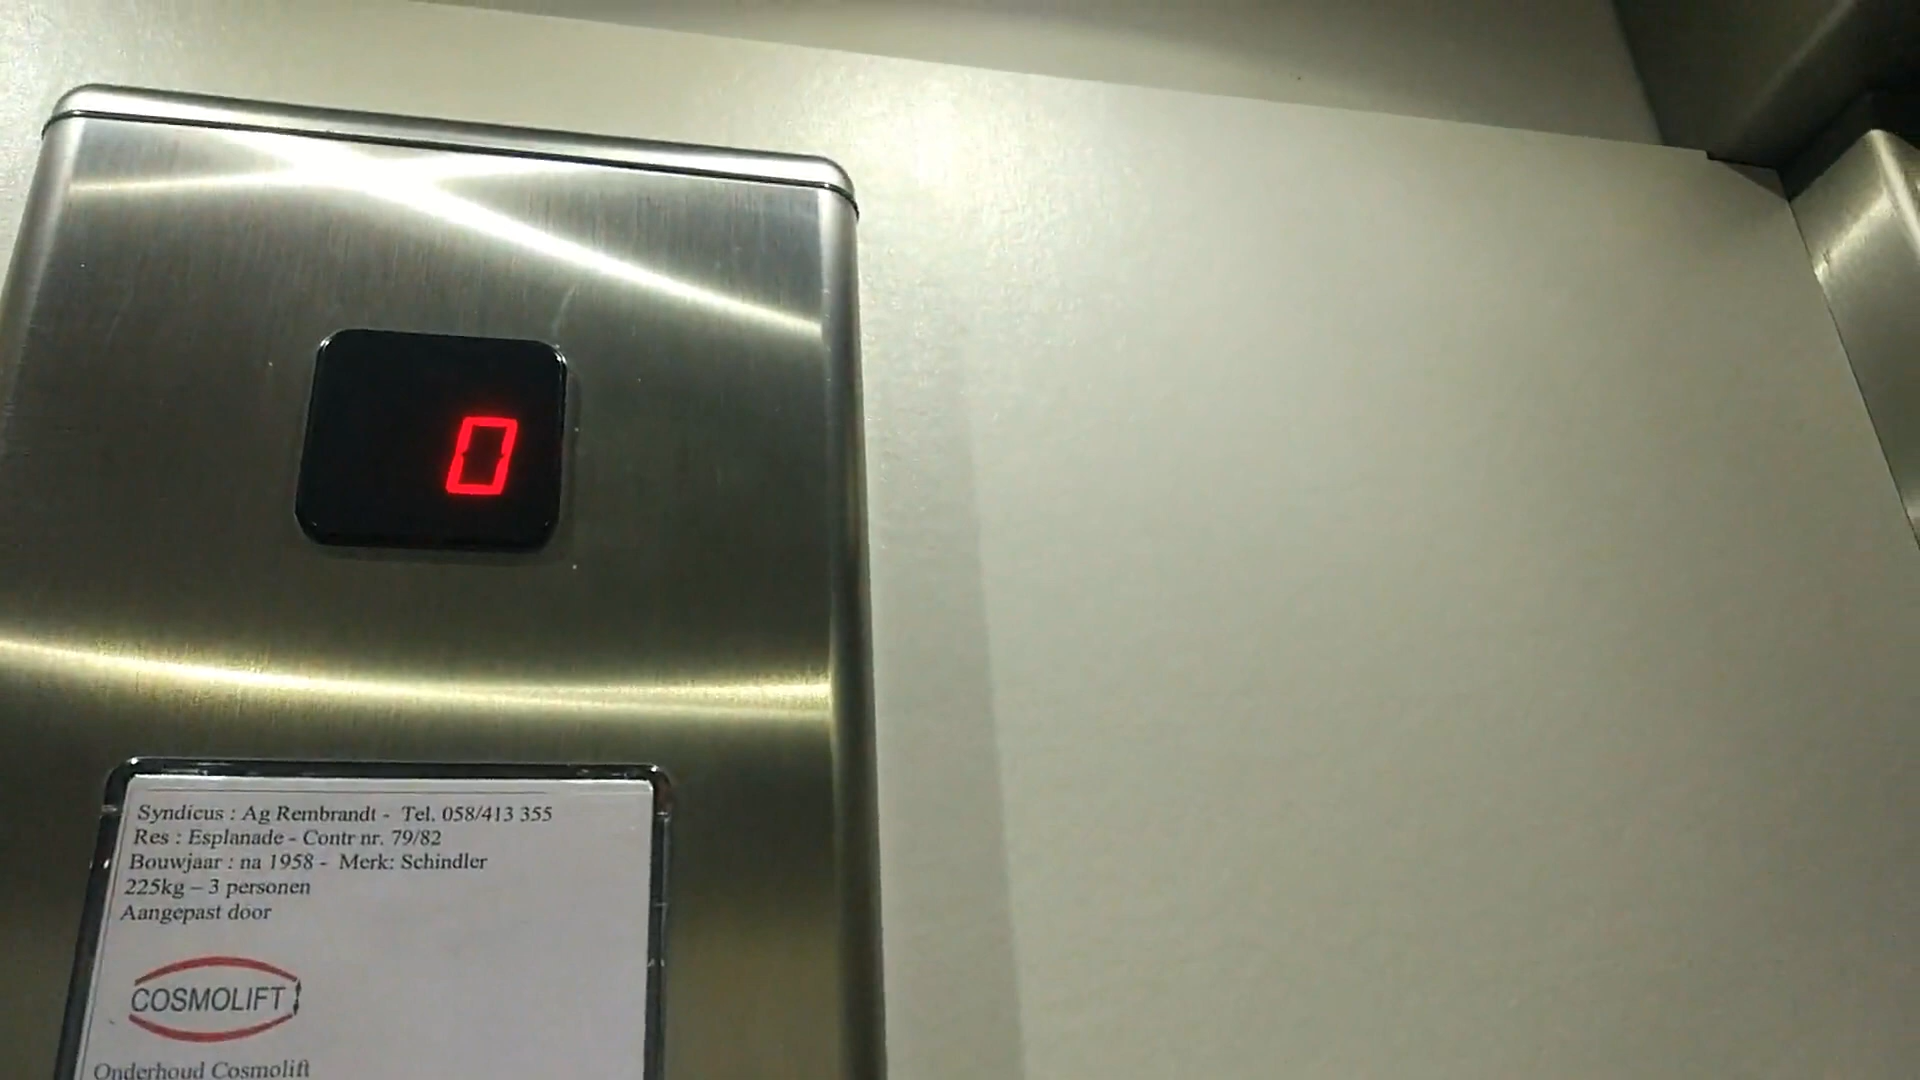 0
Syndicus : Ag Rembrandt - Tel. 058/413 355
Res : Esplanade - Contr nr. 79/82
Bouwjaar : na 1958 - Merk: Schindler
225kg – 3 personen
Aangepast door
COSMOLIFT
Onderhoud Cosmolift